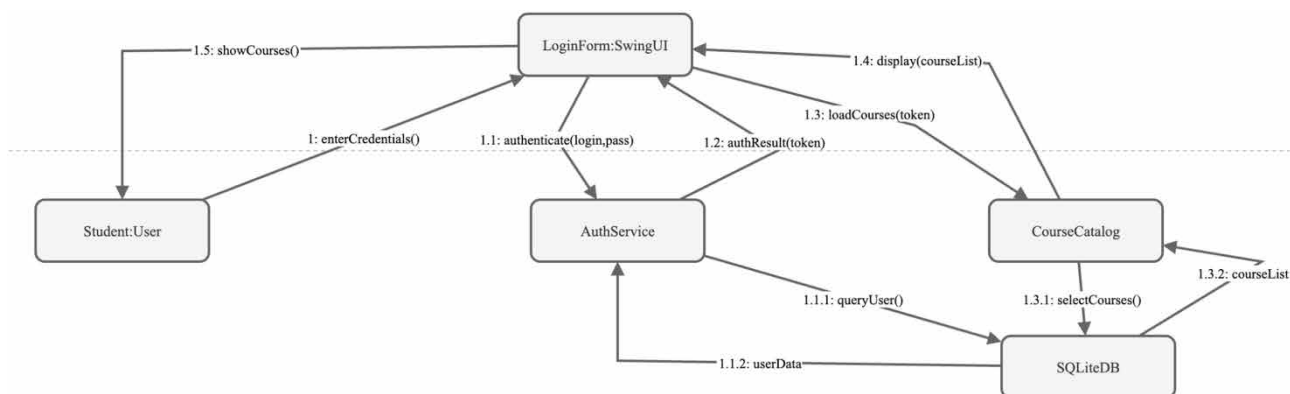 LoginForm:SwingUI
1.5: showCourses()
1.4: display(courseList)
1.3: loadCourses(token)
1: enterCredentials()
1.1: authenticate(login,pass)
1.2: authResult(token)
Student:User
AuthService
CourseCatalog
1.3.2: courseList
1.1.1: queryUser()
1.3.1: selectCourses()
1.1.2: userData
SQLiteDB